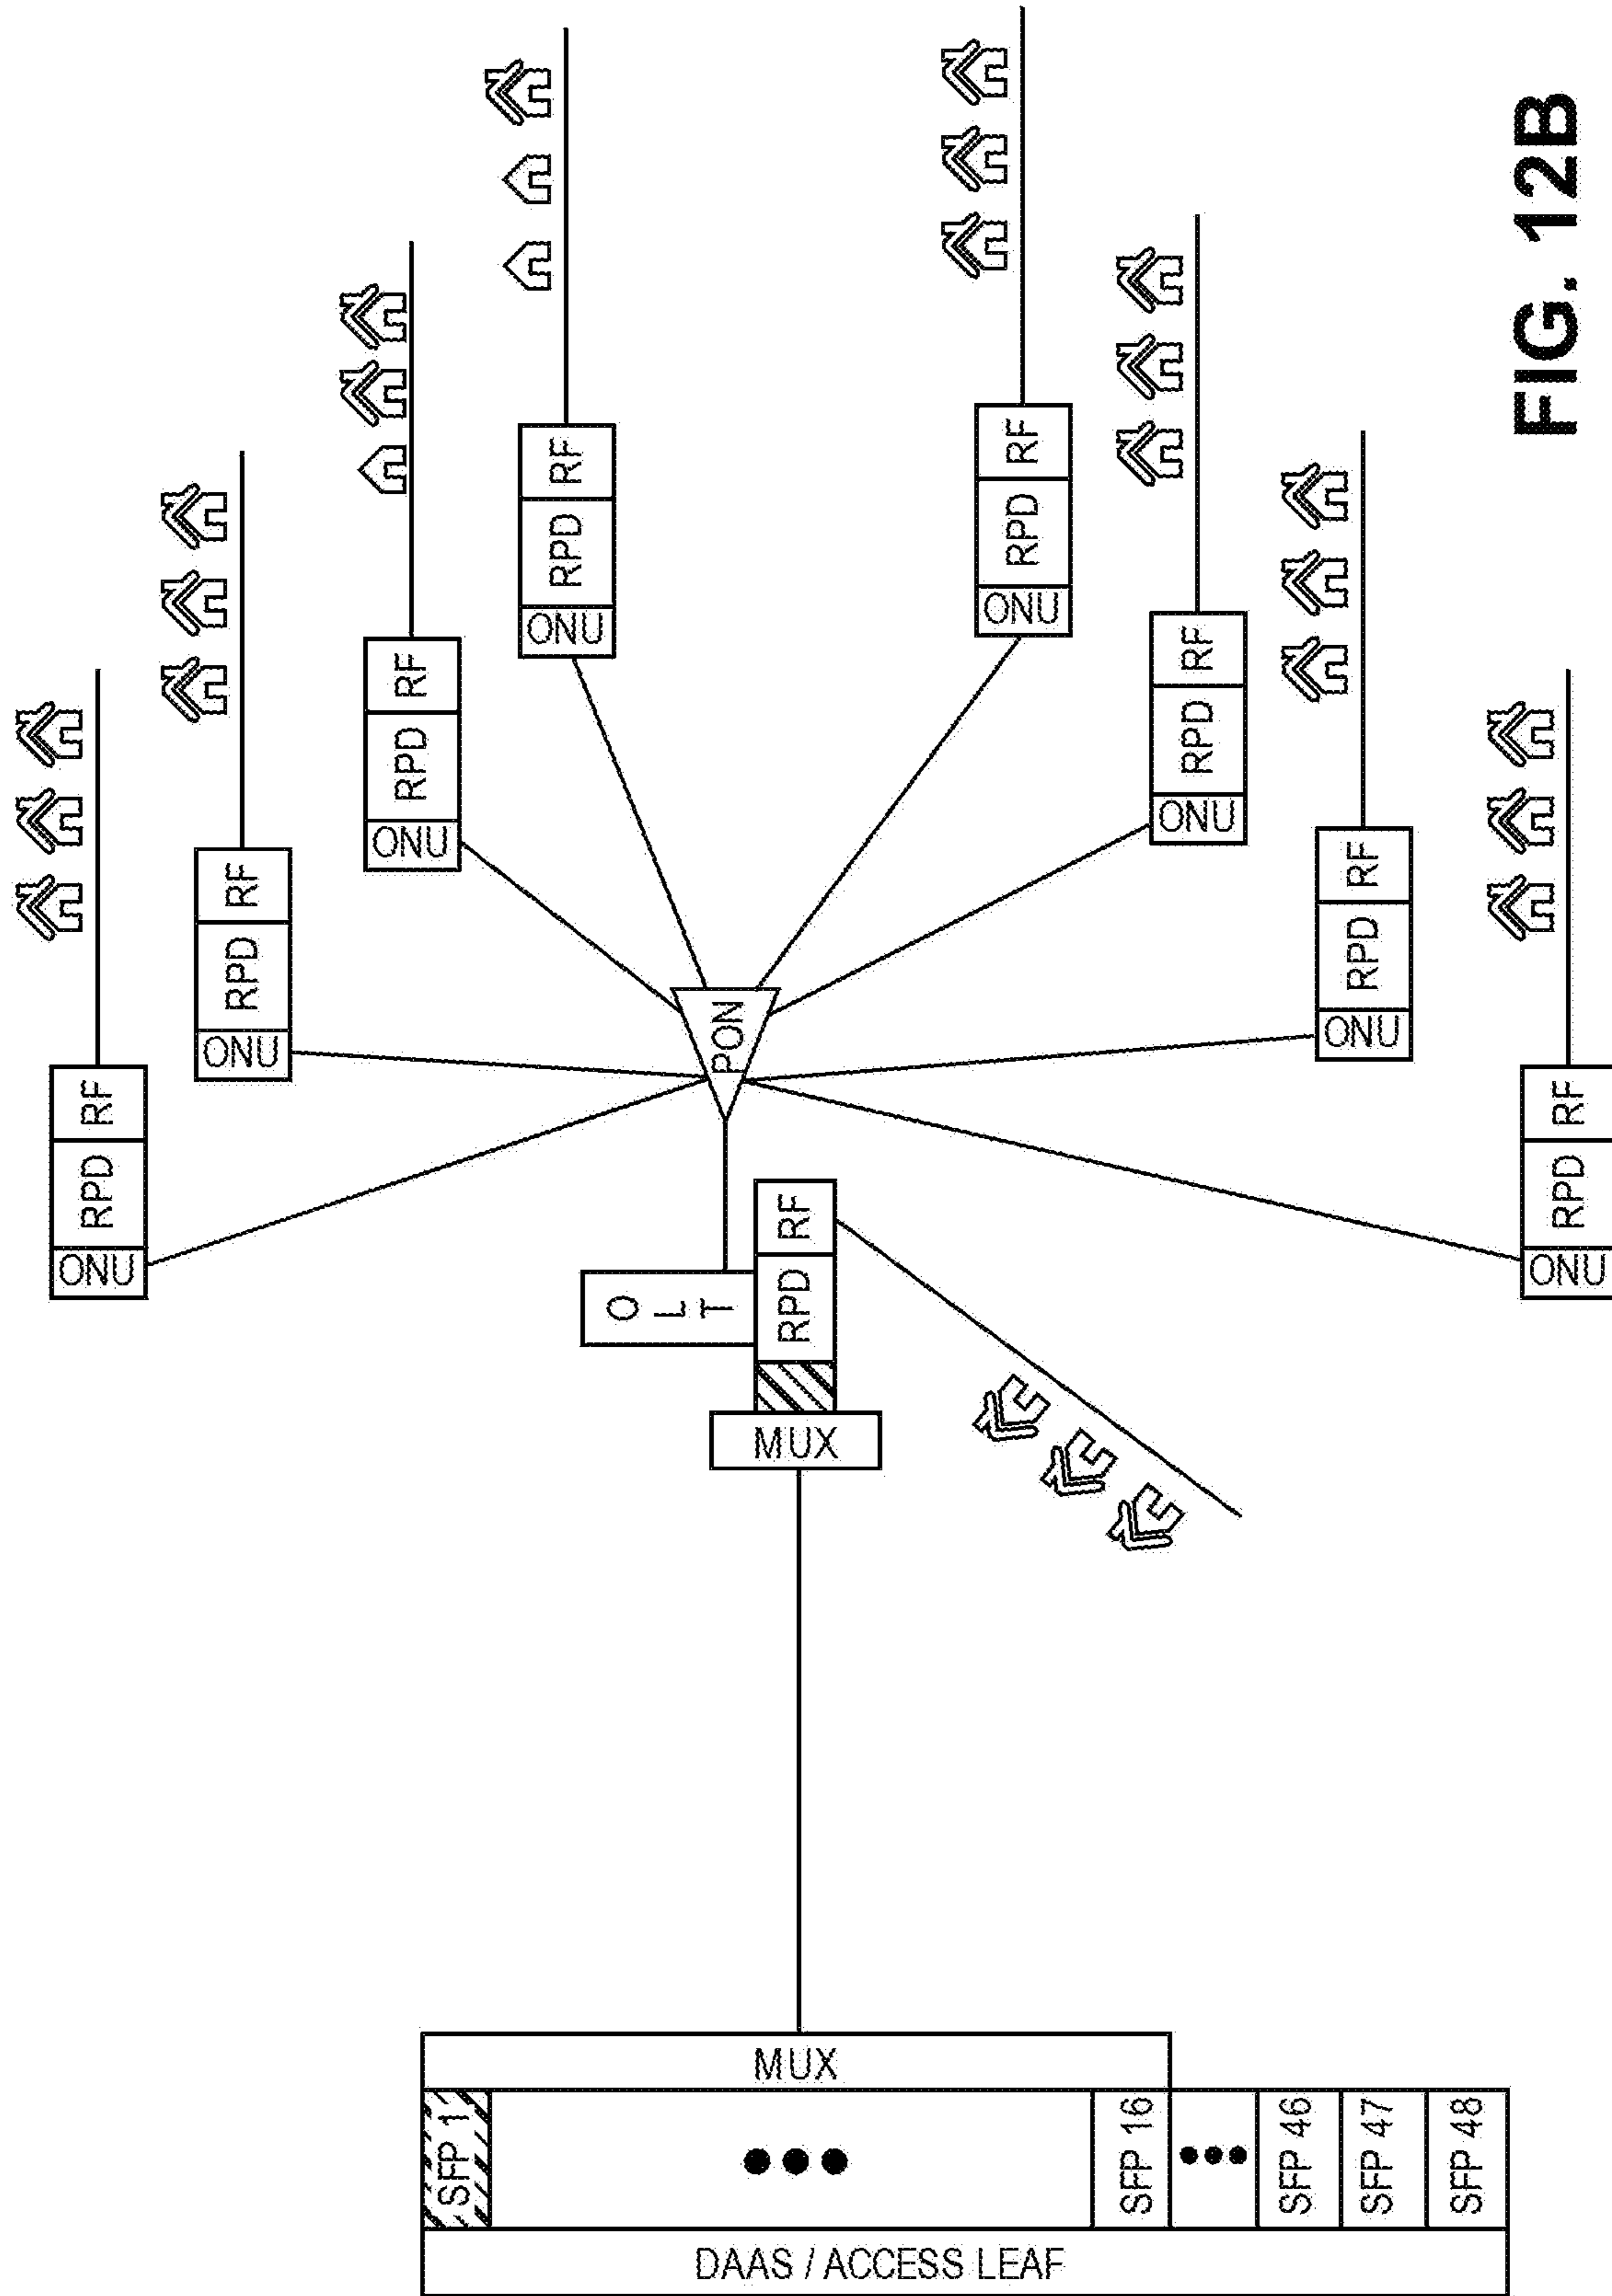 DAAS / ACCESS LEAF
SFP 1
SFP 16
SFP 46
SFP 47
SFP 48
MUX
MUX
OLT
RPD RF
PON
ONU RPD RF
ONU RPD RF
ONU RPD RF
ONU RPD RF
ONU RPD RF
ONU RPD RF
ONU RPD RF
ONU RPD RF
FIG. 12B